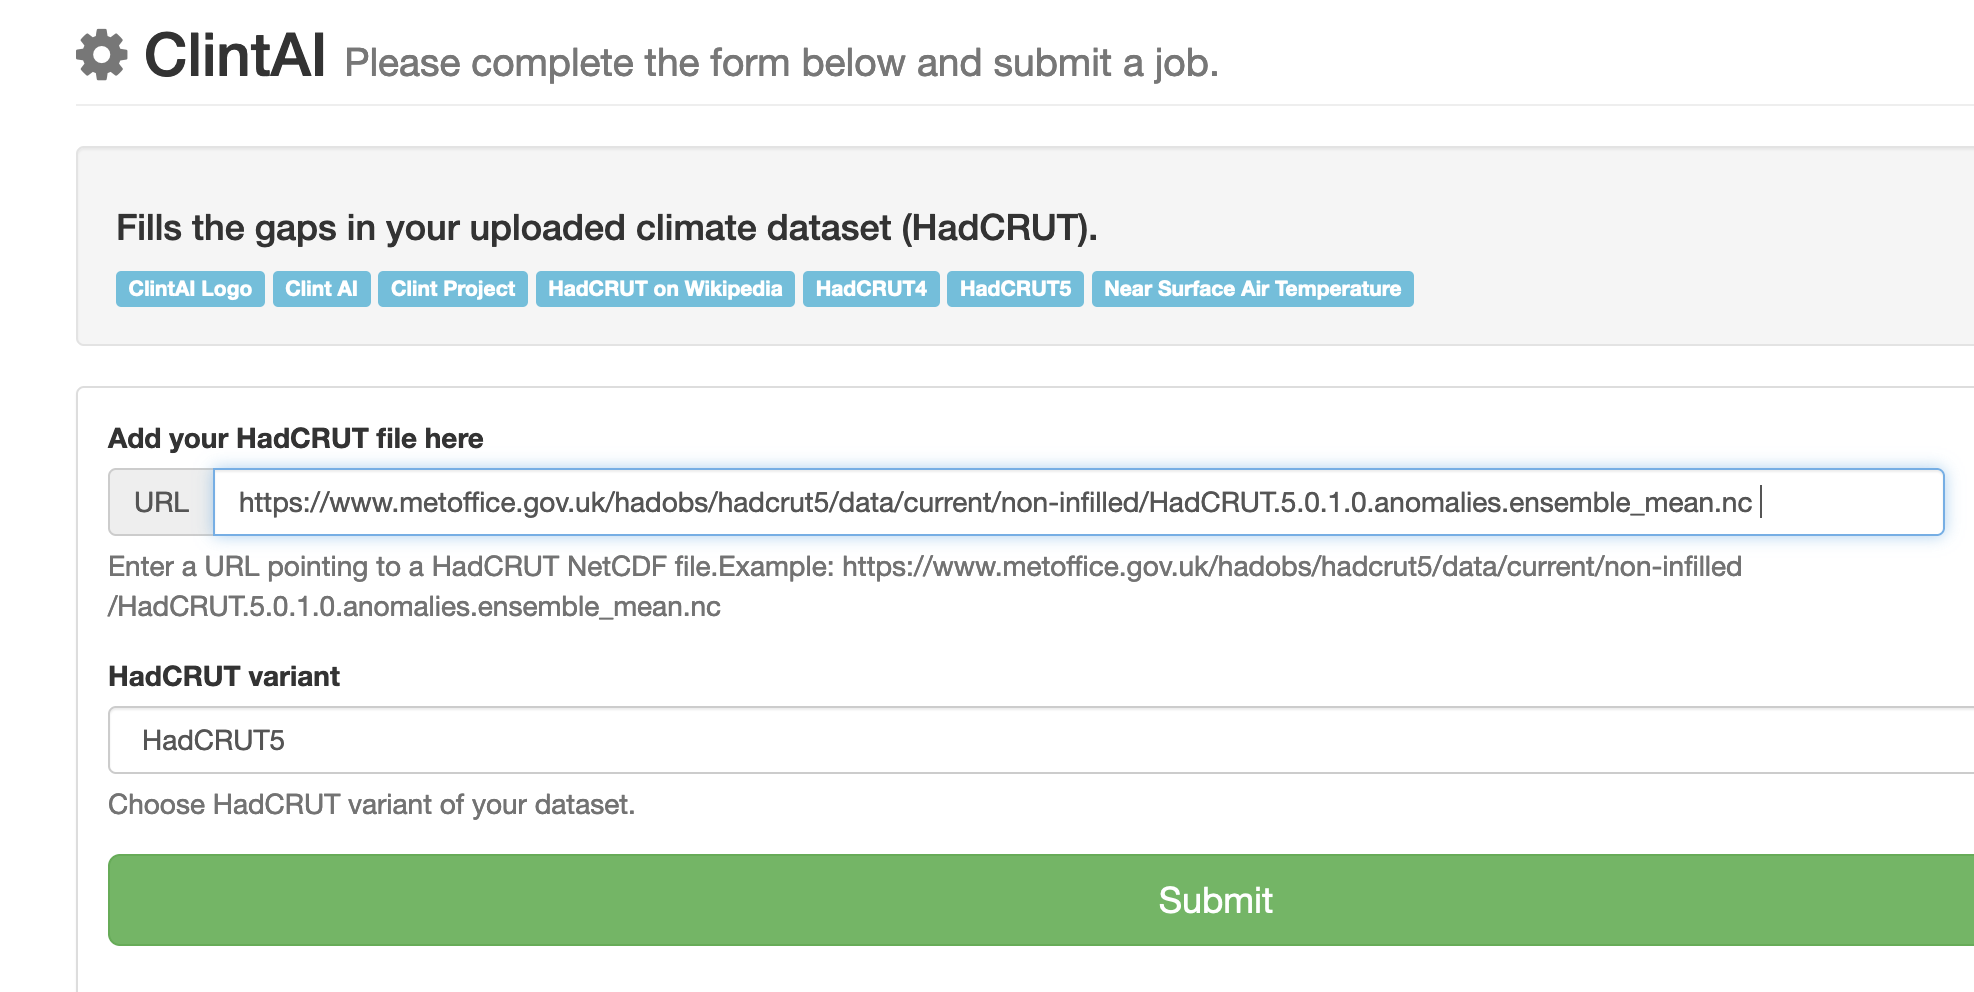 ClintAI Please complete the form below and submit a job.
Fills the gaps in your uploaded climate dataset (HadCRUT).
ClintAI Logo Clint AI Clint Project HadCRUT on Wikipedia HadCRUT4 HadCRUT5 Near Surface Air Temperature
Add your HadCRUT file here
URL https://www.metoffice.gov.uk/hadobs/hadcrut5/data/current/non-infilled/HadCRUT.5.0.1.0.anomalies.ensemble_mean.nc
Enter a URL pointing to a HadCRUT NetCDF file.Example: https://www.metoffice.gov.uk/hadobs/hadcrut5/data/current/non-infilled
/HadCRUT.5.0.1.0.anomalies.ensemble_mean.nc
HadCRUT variant
HadCRUT5
Choose HadCRUT variant of your dataset.
Submit